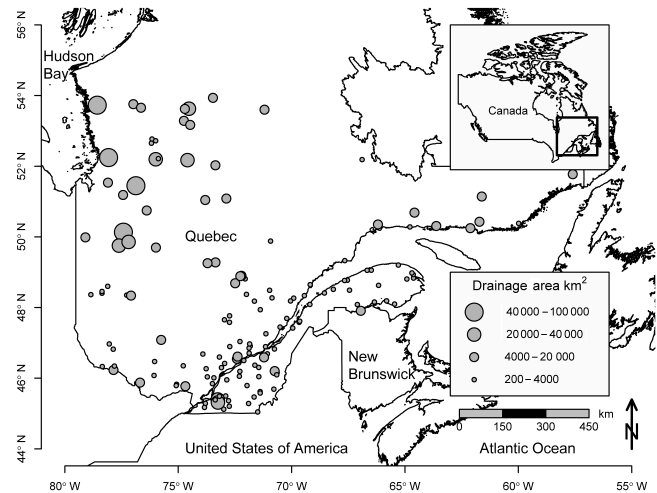 56° N
54° N
52° N
50° N
48° N
46° N
44° N
Hudson
Bay
Canada
Quebec
Drainage area km²
40 000 – 100 000
20 000 – 40 000
4000 – 20 000
200 – 4000
New
Brunswick
km
0 150 300 450
United States of America
Atlantic Ocean
N
80° W 75° W 70° W 65° W 60° W 55° W